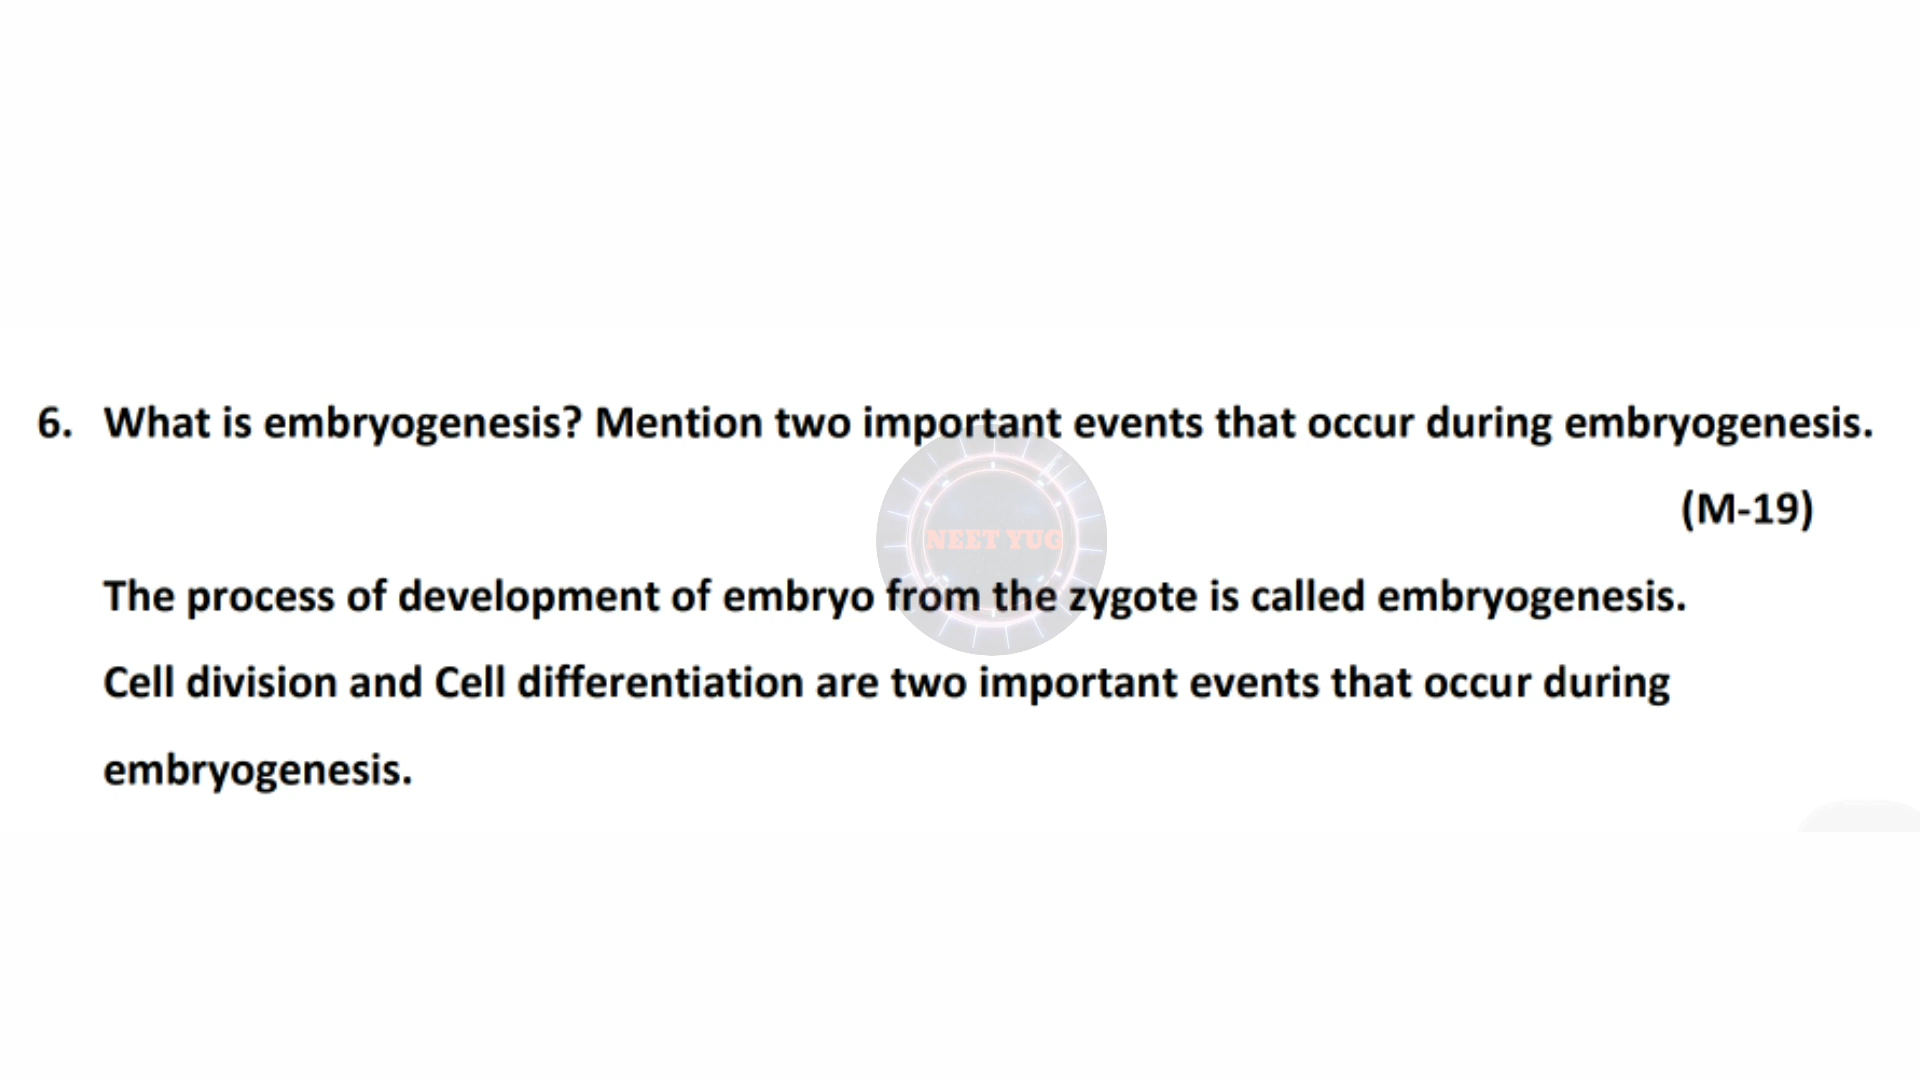 6. What is embryogenesis? Mention two important events that occur during embryogenesis.
(M-19)
NEET YUG
The process of development of embryo from the zygote is called embryogenesis.
Cell division and Cell differentiation are two important events that occur during
embryogenesis.